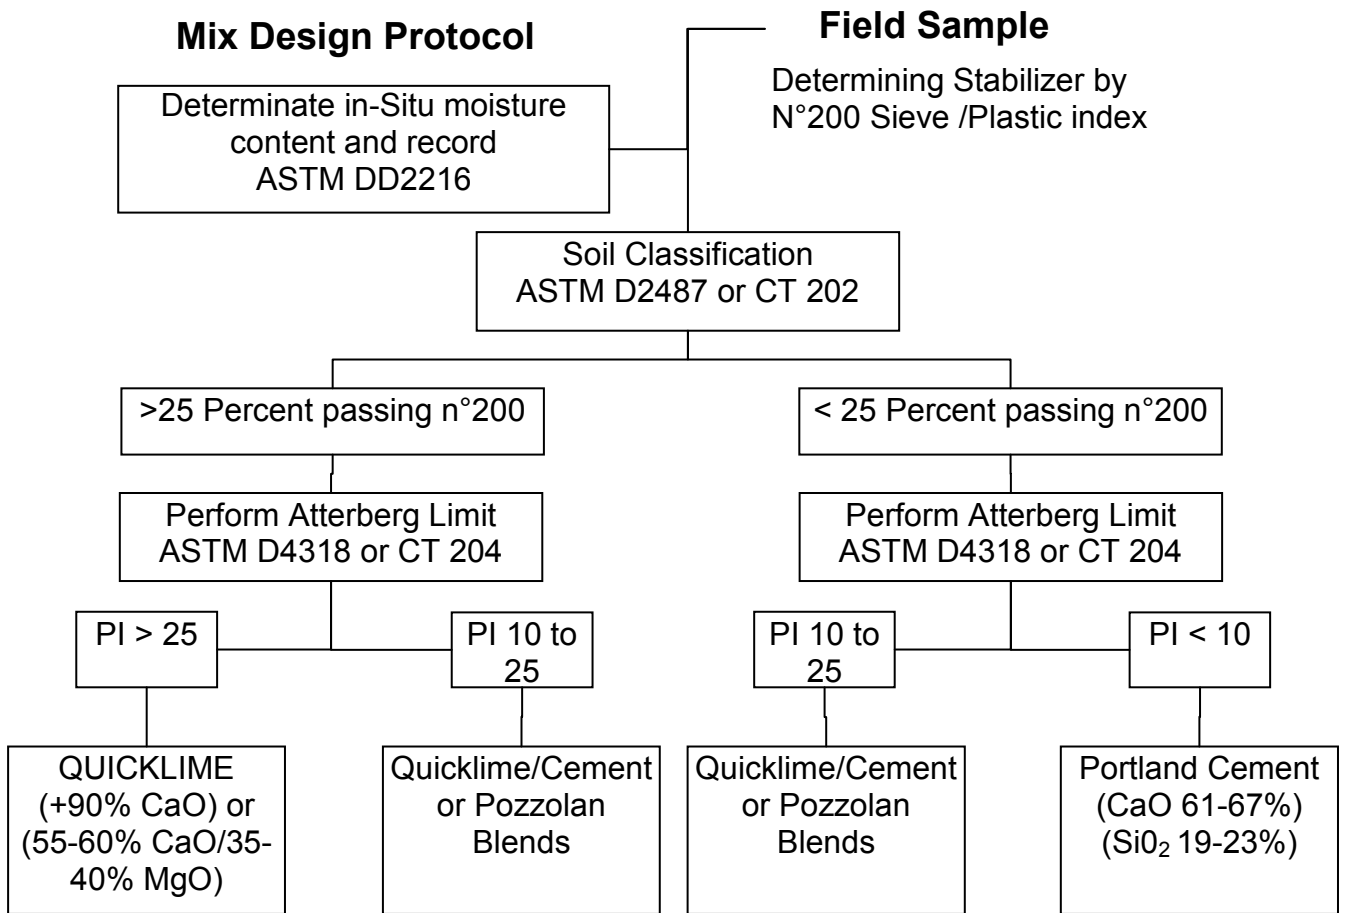 Mix Design Protocol
Field Sample
Determining Stabilizer by
N°200 Sieve /Plastic index
Determinate in-Situ moisture
content and record
ASTM DD2216
Soil Classification
ASTM D2487 or CT 202
>25 Percent passing n°200
< 25 Percent passing n°200
Perform Atterberg Limit
ASTM D4318 or CT 204
Perform Atterberg Limit
ASTM D4318 or CT 204
PI > 25
PI 10 to
25
PI 10 to
25
PI < 10
QUICKLIME
(+90% CaO) or
(55-60% CaO/35-
40% MgO)
Quicklime/Cement
or Pozzolan
Blends
Quicklime/Cement
or Pozzolan
Blends
Portland Cement
(CaO 61-67%)
(Si0₂ 19-23%)